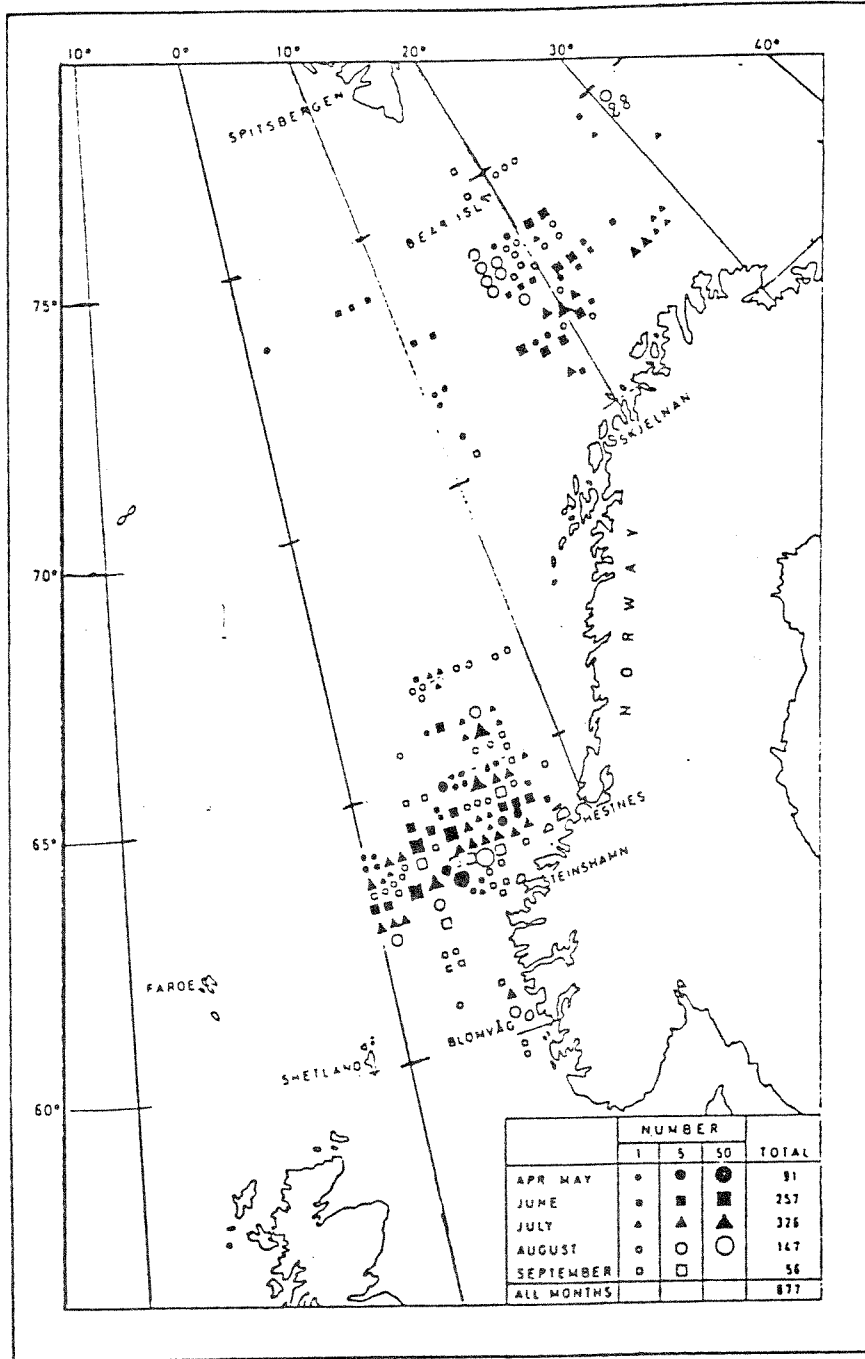 10° 0° 10° 20° 30° 40°
SPITSBERGEN
BEAR ISL
75°
SKJELNAN
NORWAY
70°
HESTNES
65°
STEINSHAMN
FAROE
BLOMVÅG
SHETLAND
60°
NUMBER
1 5 50 TOTAL
APR MAY 91
JUNE 257
JULY 326
AUGUST 147
SEPTEMBER 56
ALL MONTHS 877